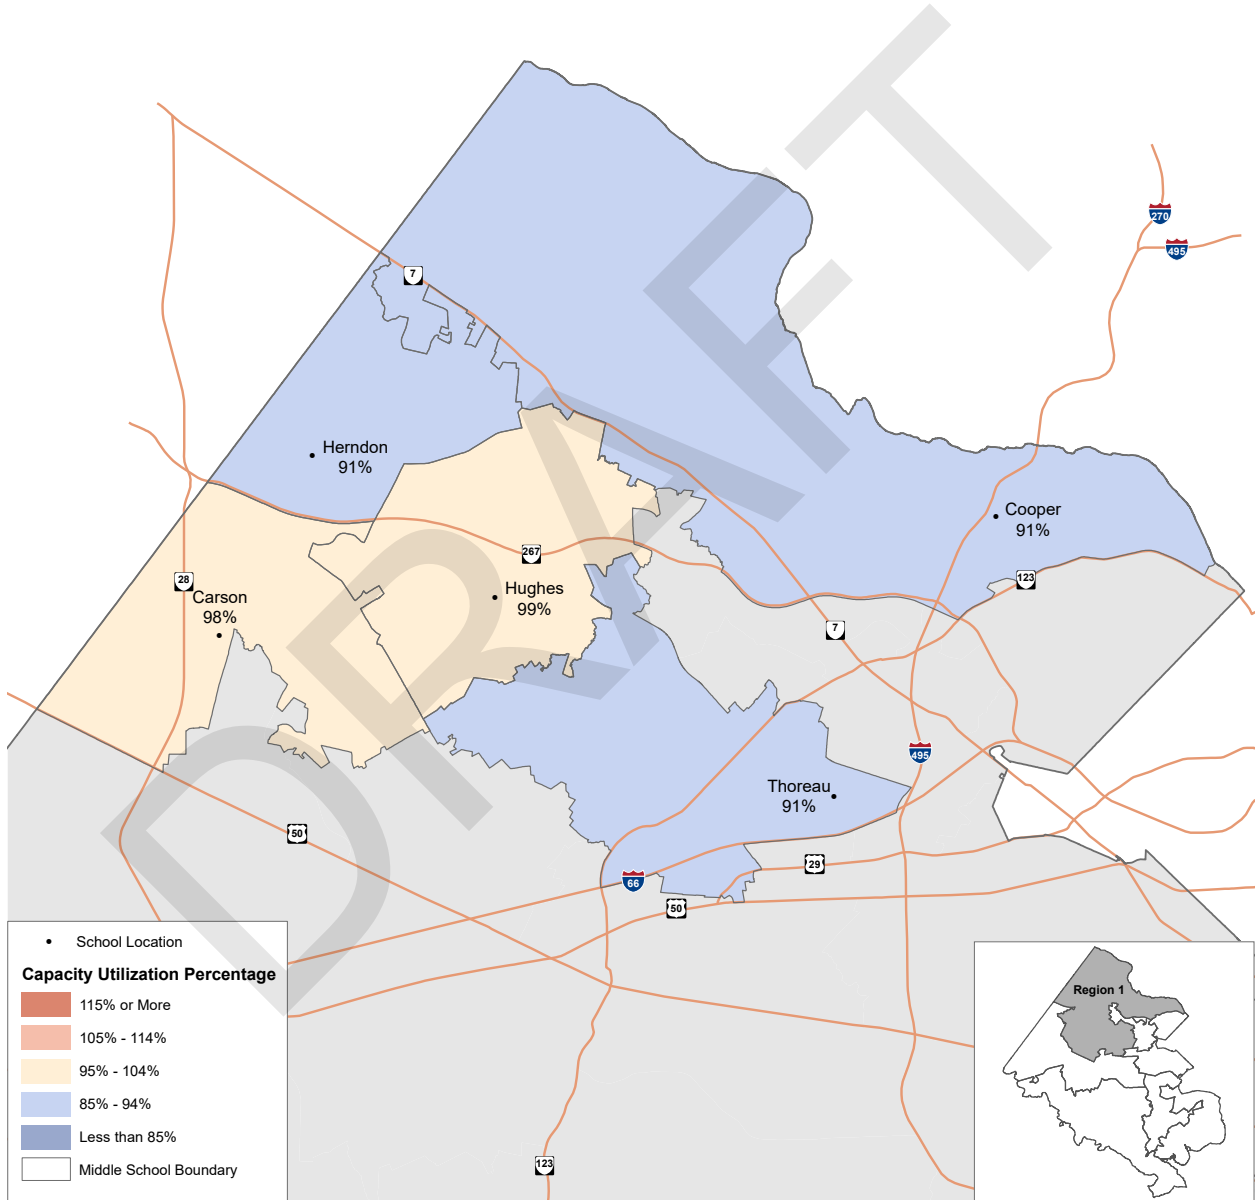 DRAFT
270
495
7
Herndon
91%
Cooper
91%
267
28
Carson
98%
Hughes
99%
123
7
495
Thoreau
91%
50
29
66
50
123
School Location
Capacity Utilization Percentage
115% or More
105% - 114%
95% - 104%
85% - 94%
Less than 85%
Middle School Boundary
Region 1